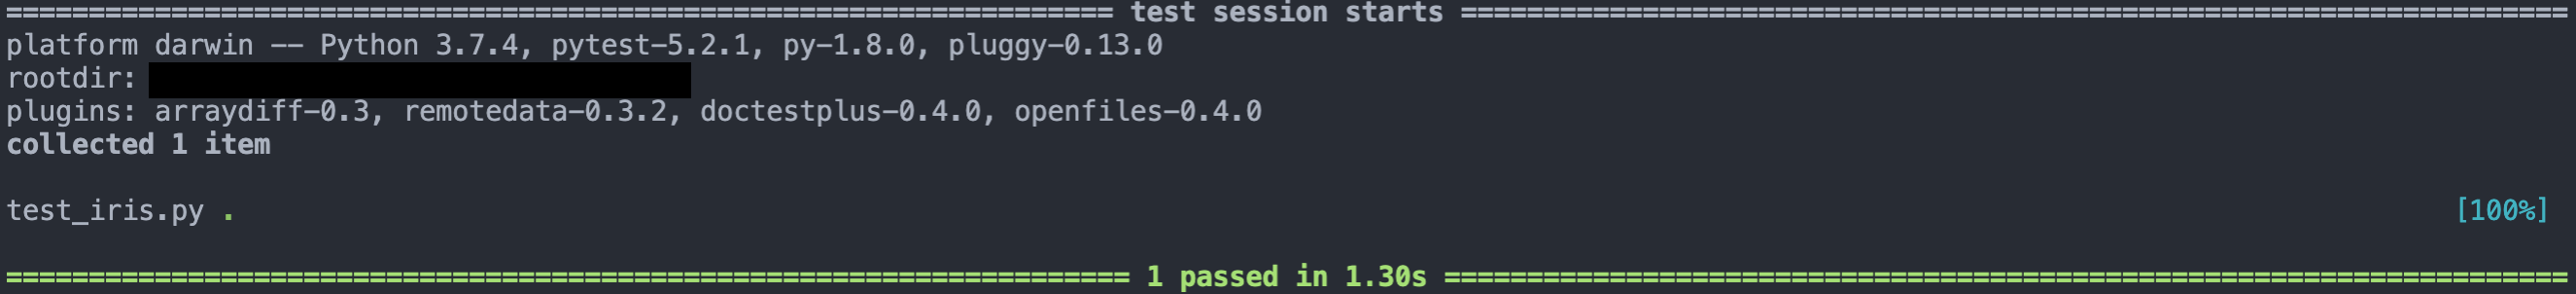 ============================= test session starts =============================
platform darwin -- Python 3.7.4, pytest-5.2.1, py-1.8.0, pluggy-0.13.0
rootdir:
plugins: arraydiff-0.3, remotedata-0.3.2, doctestplus-0.4.0, openfiles-0.4.0
collected 1 item
test_iris.py . [100%]
============================= 1 passed in 1.30s =============================